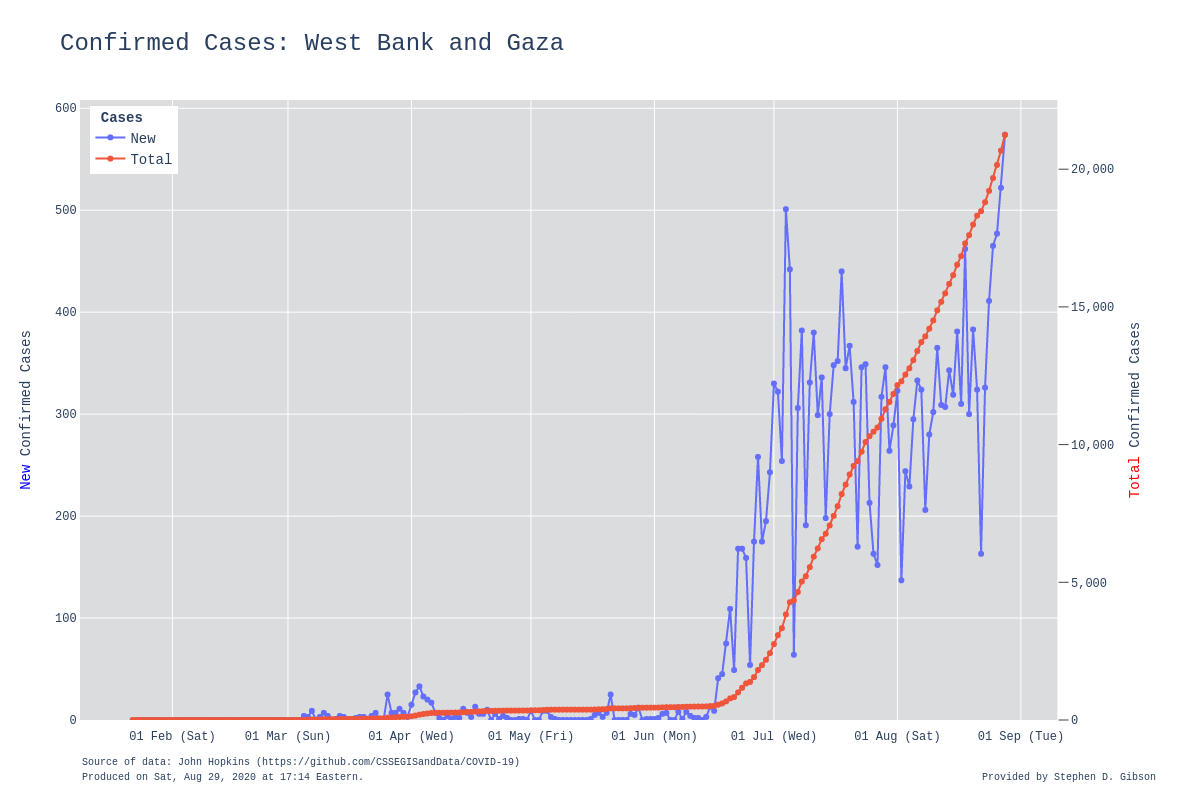 Confirmed Cases: West Bank and Gaza
Cases
New
Total
600
500
400
300
200
100
0
New Confirmed Cases
20,000
15,000
10,000
5,000
0
Total Confirmed Cases
01 Feb (Sat) 01 Mar (Sun) 01 Apr (Wed) 01 May (Fri) 01 Jun (Mon) 01 Jul (Wed) 01 Aug (Sat) 01 Sep (Tue)
Source of data: John Hopkins (https://github.com/CSSEGISandData/COVID-19)
Produced on Sat, Aug 29, 2020 at 17:14 Eastern.
Provided by Stephen D. Gibson